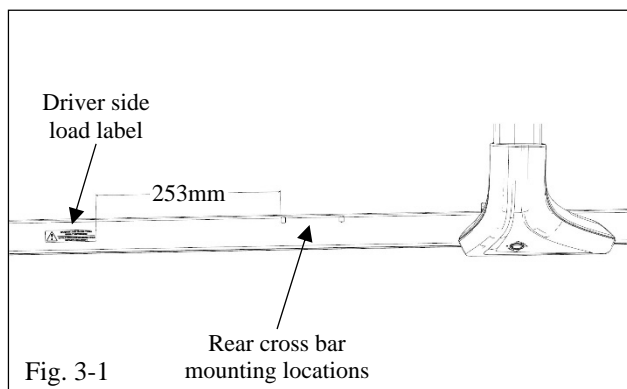 Driver side
load label
253mm
Rear cross bar
mounting locations
Fig. 3-1